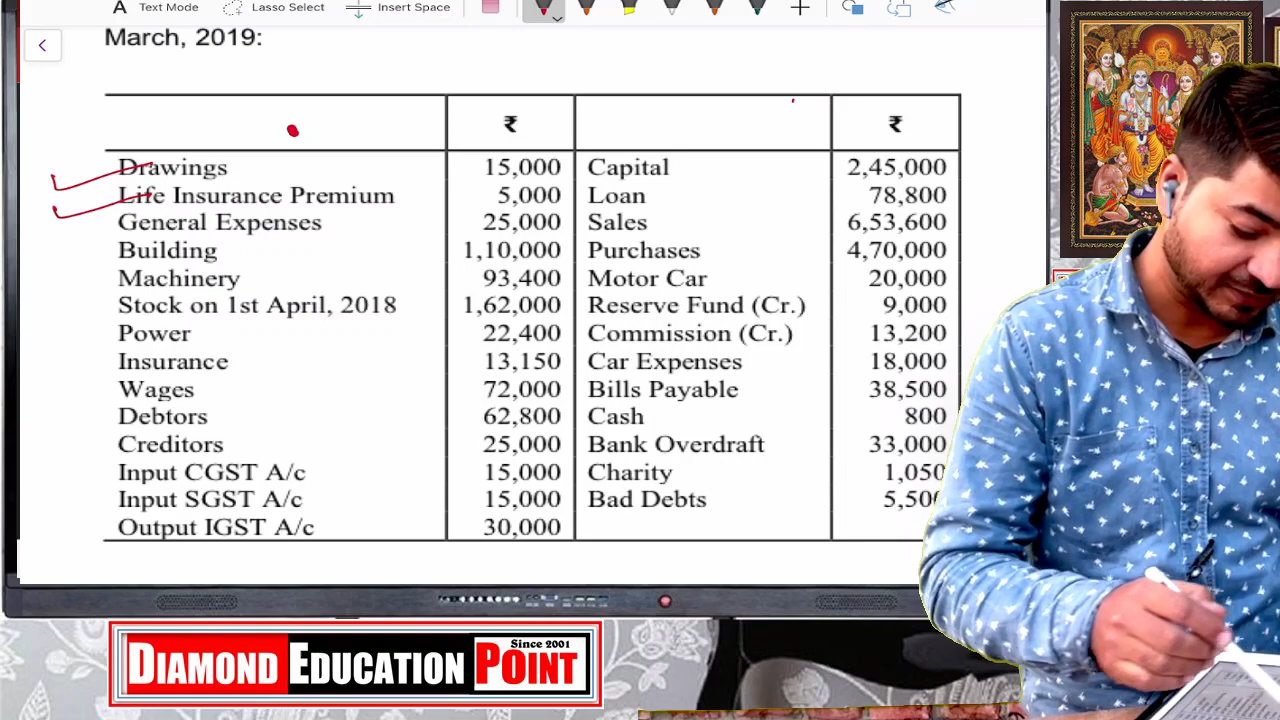 Text Mode
Lasso Select
Insert Space
March, 2019:
₹ ₹
Drawings 15,000 Capital 2,45,000
Life Insurance Premium 5,000 Loan 78,800
General Expenses 25,000 Sales 6,53,600
Building 1,10,000 Purchases 4,70,000
Machinery 93,400 Motor Car 20,000
Stock on 1st April, 2018 1,62,000 Reserve Fund (Cr.) 9,000
Power 22,400 Commission (Cr.) 13,200
Insurance 13,150 Car Expenses 18,000
Wages 72,000 Bills Payable 38,500
Debtors 62,800 Cash 800
Creditors 25,000 Bank Overdraft 33,000
Input CGST A/c 15,000 Charity 1,050
Input SGST A/c 15,000 Bad Debts 5,500
Output IGST A/c 30,000
Since 2001
DIAMOND EDUCATION POINT